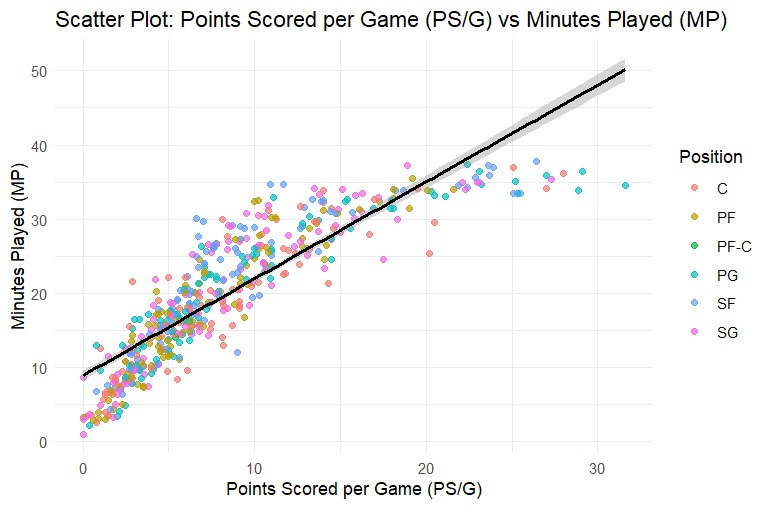 Scatter Plot: Points Scored per Game (PS/G) vs Minutes Played (MP)
Minutes Played (MP)
50
40
30
20
10
0
0 10 20 30
Points Scored per Game (PS/G)
Position
C
PF
PF-C
PG
SF
SG